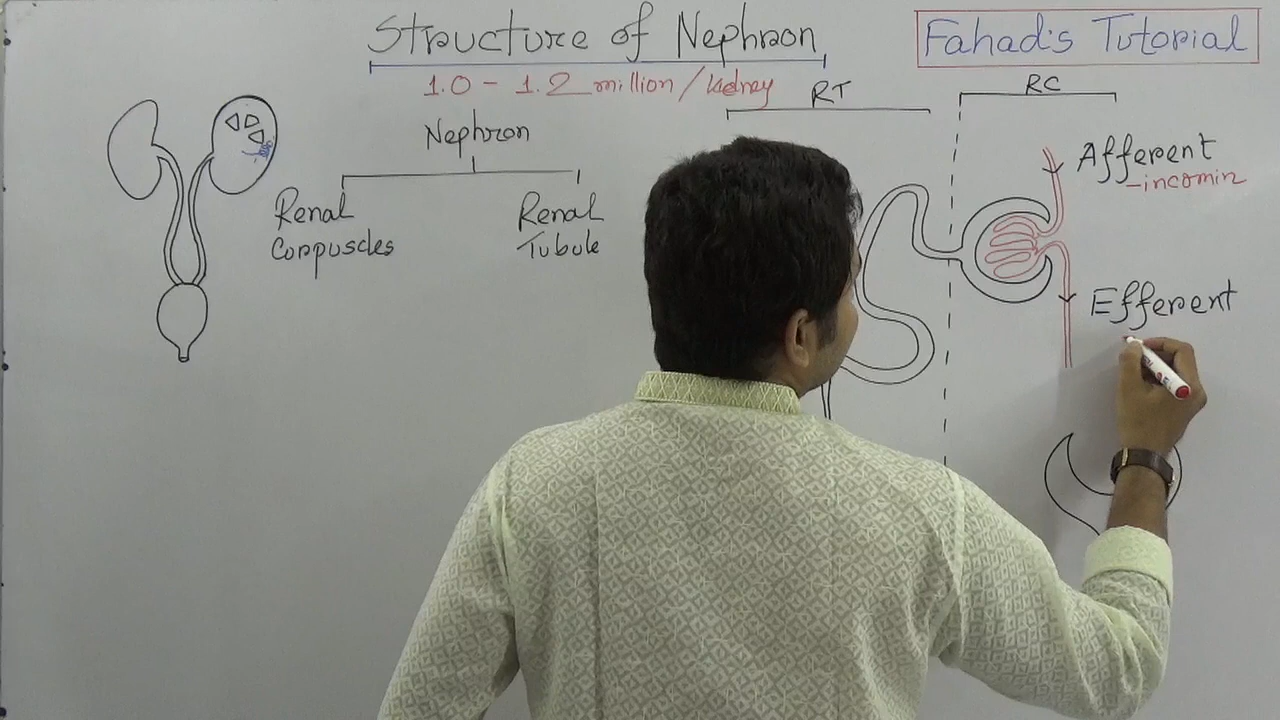 Structure of Nephron
Fahad's Tutorial
1.0 - 1.2 million / kidney
RT
RC
Nephron
Afferent
- incomin
Renal
Corpuscles
Renal
Tubule
Efferent